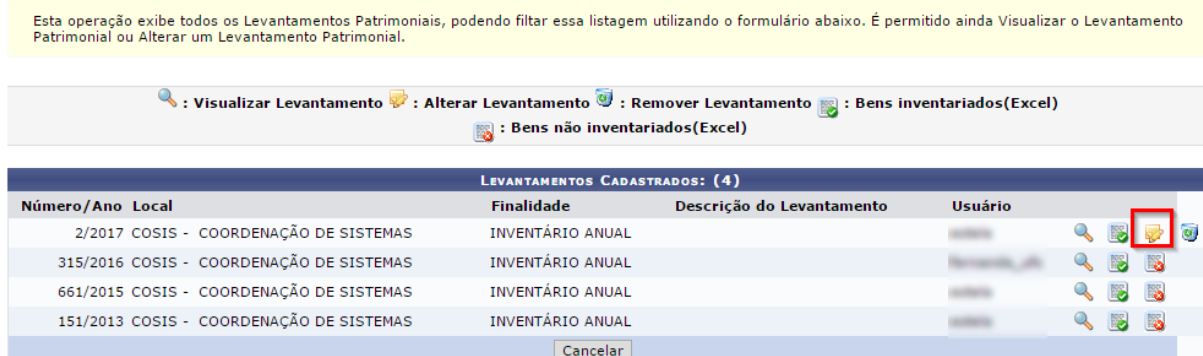 Esta operação exibe todos os Levantamentos Patrimoniais, podendo filtar essa listagem utilizando o formulário abaixo. É permitido ainda Visualizar o Levantamento
Patrimonial ou Alterar um Levantamento Patrimonial.
: Visualizar Levantamento : Alterar Levantamento : Remover Levantamento : Bens inventariados(Excel)
: Bens não inventariados(Excel)
Levantamentos Cadastrados: (4)
Número/Ano Local Finalidade Descrição do Levantamento Usuário
2/2017 COSIS - COORDENAÇÃO DE SISTEMAS INVENTÁRIO ANUAL
315/2016 COSIS - COORDENAÇÃO DE SISTEMAS INVENTÁRIO ANUAL
661/2015 COSIS - COORDENAÇÃO DE SISTEMAS INVENTÁRIO ANUAL
151/2013 COSIS - COORDENAÇÃO DE SISTEMAS INVENTÁRIO ANUAL
Cancelar